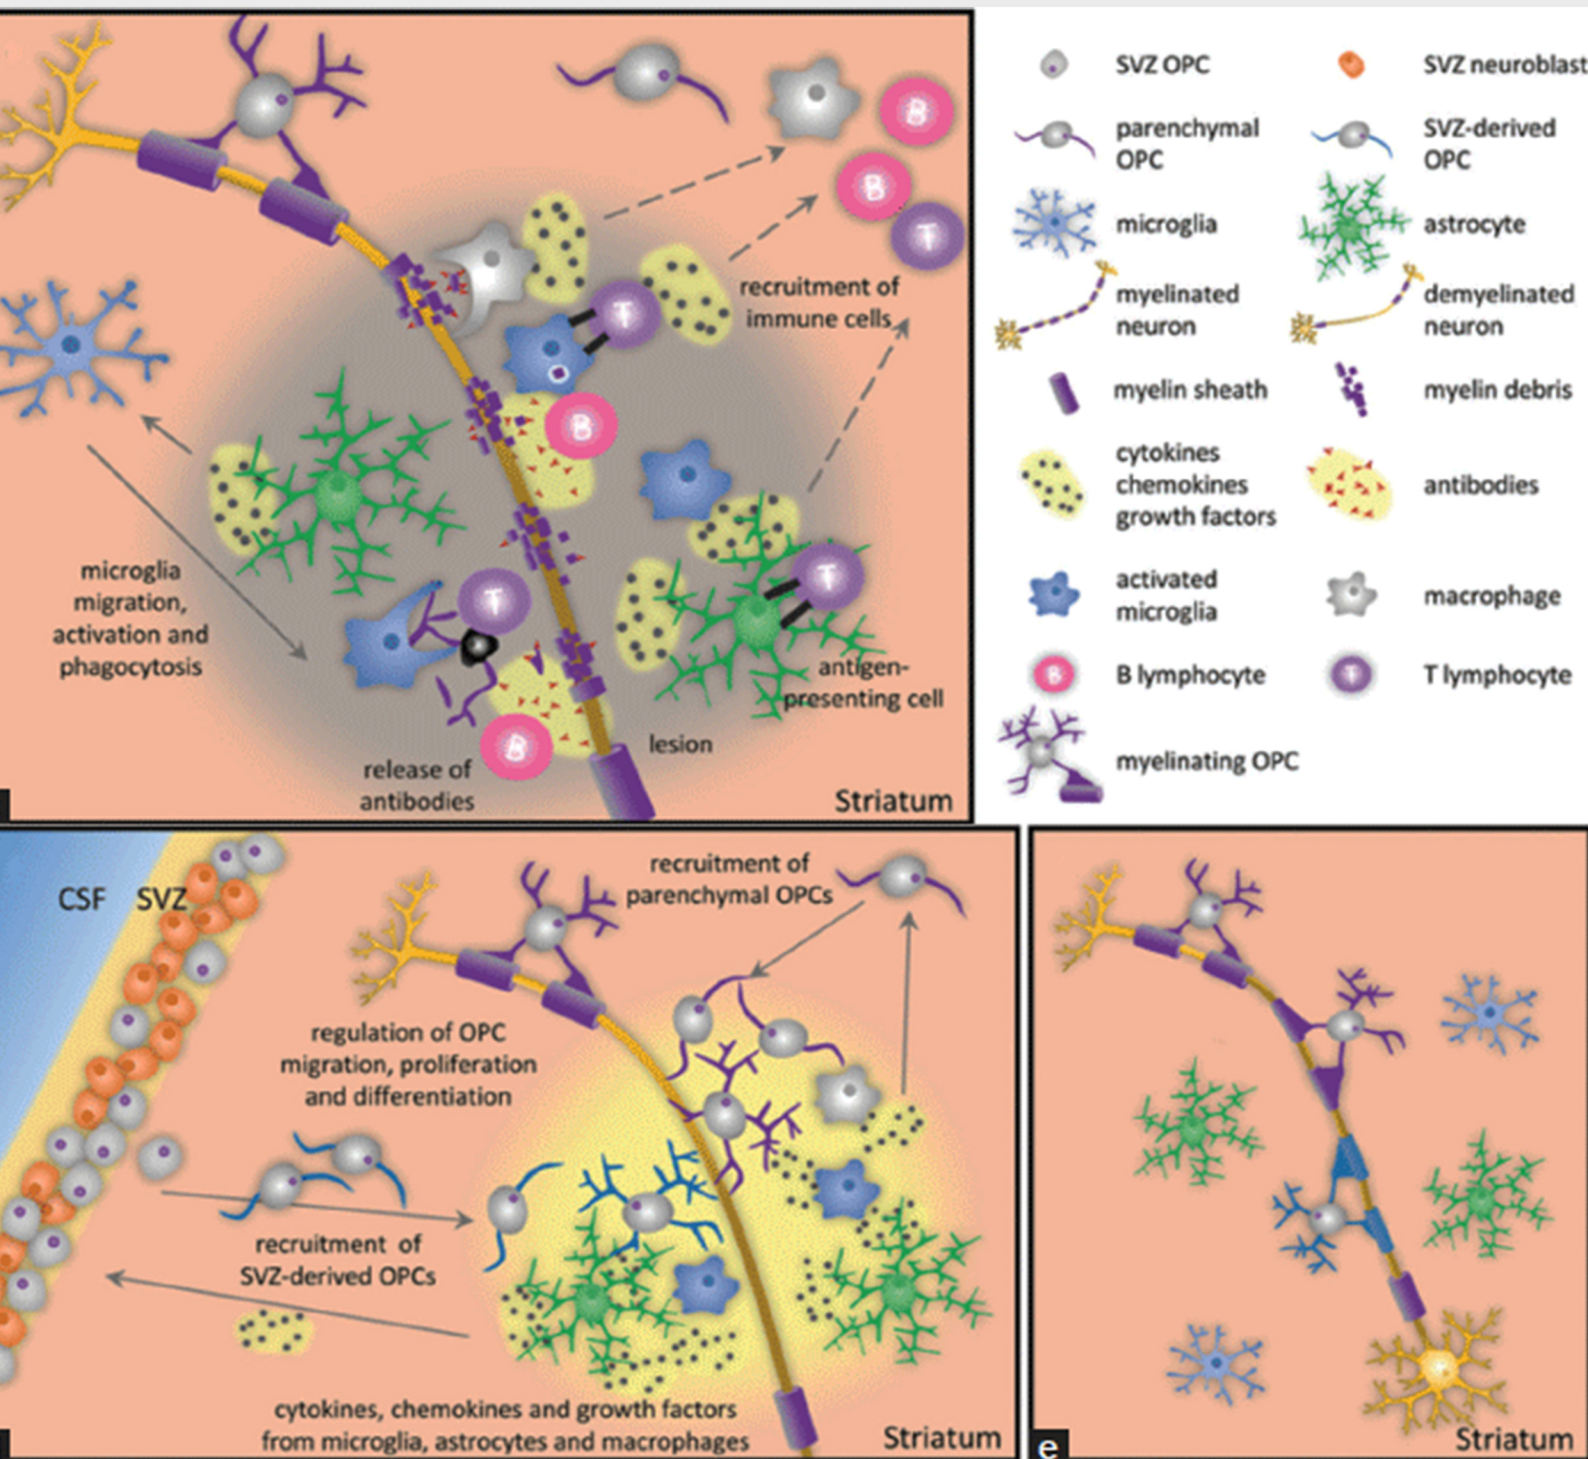 B
B
T
recruitment of
immune cells
T
B
T
T
B
microglia
migration,
activation and
phagocytosis
antigen-
presenting cell
lesion
release of
antibodies
Striatum
SVZ OPC
SVZ neuroblast
parenchymal
OPC
SVZ-derived
OPC
microglia
astrocyte
myelinated
neuron
demyelinated
neuron
myelin sheath
myelin debris
cytokines
chemokines
growth factors
antibodies
activated
microglia
macrophage
B
B lymphocyte
T
T lymphocyte
myelinating OPC
CSF SVZ
recruitment of
parenchymal OPCs
regulation of OPC
migration, proliferation
and differentiation
recruitment of
SVZ-derived OPCs
cytokines, chemokines and growth factors
from microglia, astrocytes and macrophages
Striatum
e
Striatum